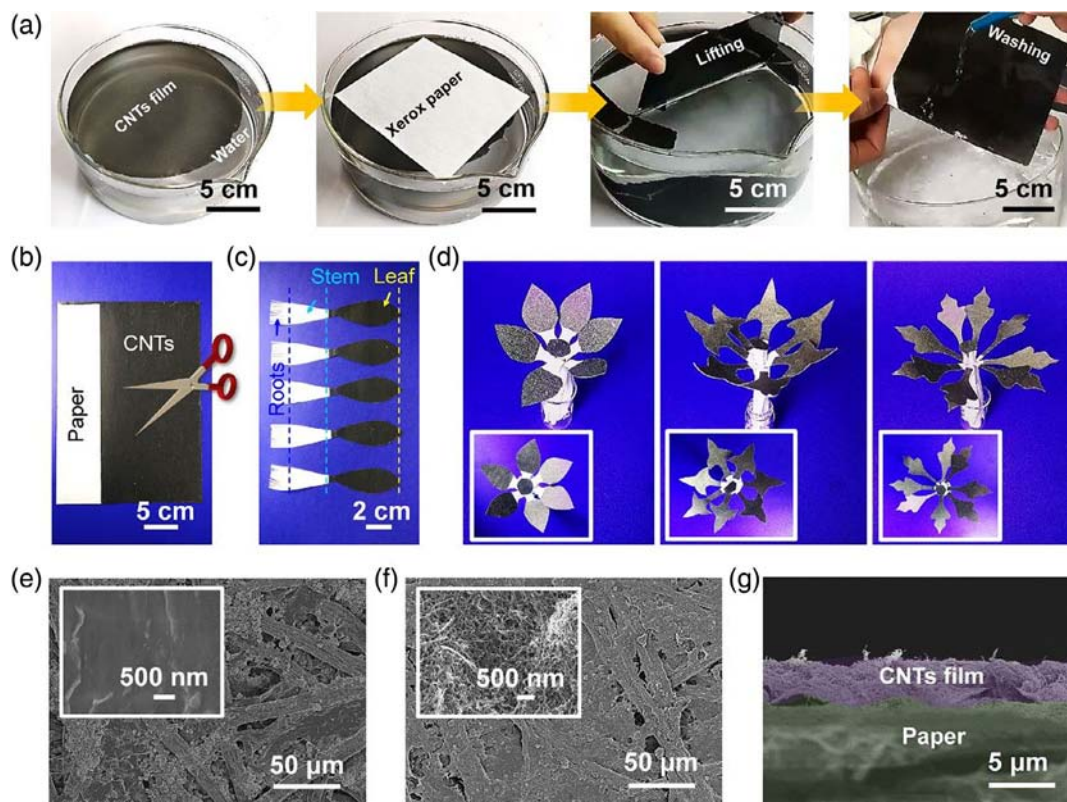 (a)
CNTs film
Water
5 cm
Xerox paper
5 cm
Lifting
5 cm
Washing
5 cm
(b)
Paper
CNTs
5 cm
(c)
Stem
Leaf
Roots
2 cm
(d)
(e)
500 nm
50 μm
(f)
500 nm
50 μm
(g)
CNTs film
Paper
5 μm